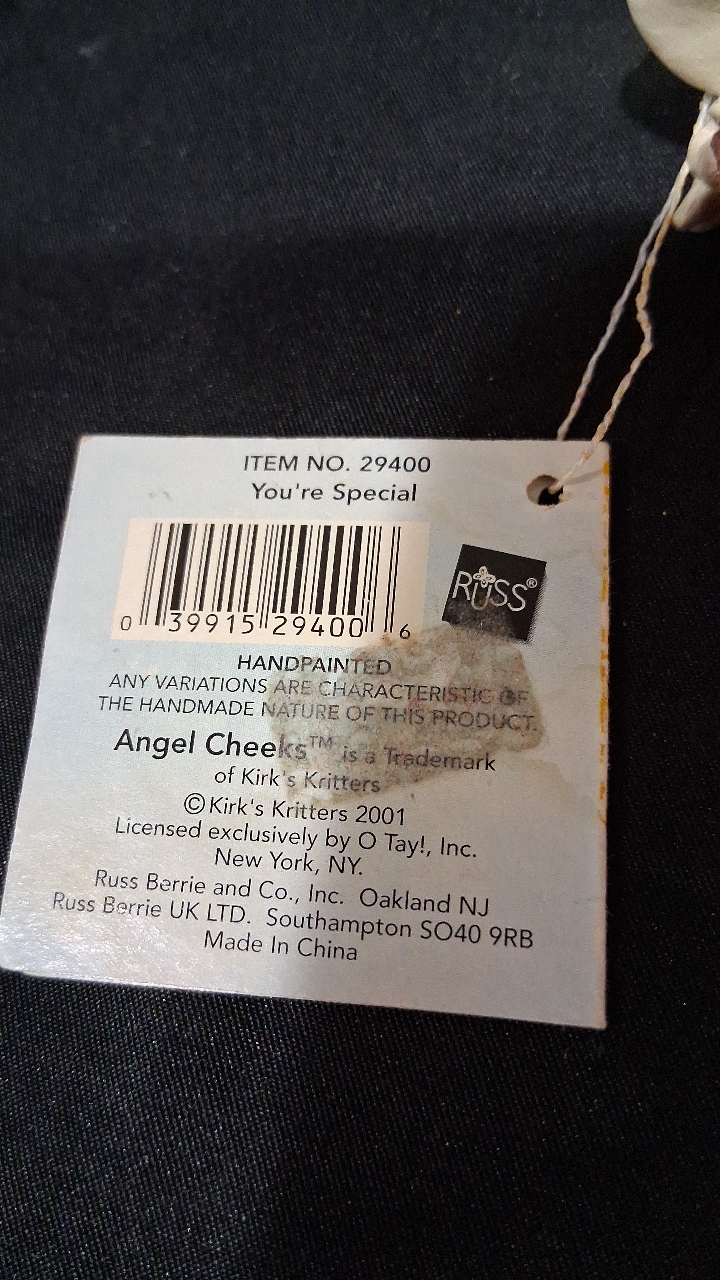 ITEM NO. 29400
You're Special
0 39915 29400 6
RUSS®
HANDPAINTED
ANY VARIATIONS ARE CHARACTERISTIC OF
THE HANDMADE NATURE OF THIS PRODUCT.
Angel Cheeks™ is a Trademark
of Kirk's Kritters
© Kirk's Kritters 2001
Licensed exclusively by O Tay!, Inc.
New York, NY.
Russ Berrie and Co., Inc. Oakland NJ
Russ Berrie UK LTD. Southampton SO40 9RB
Made In China